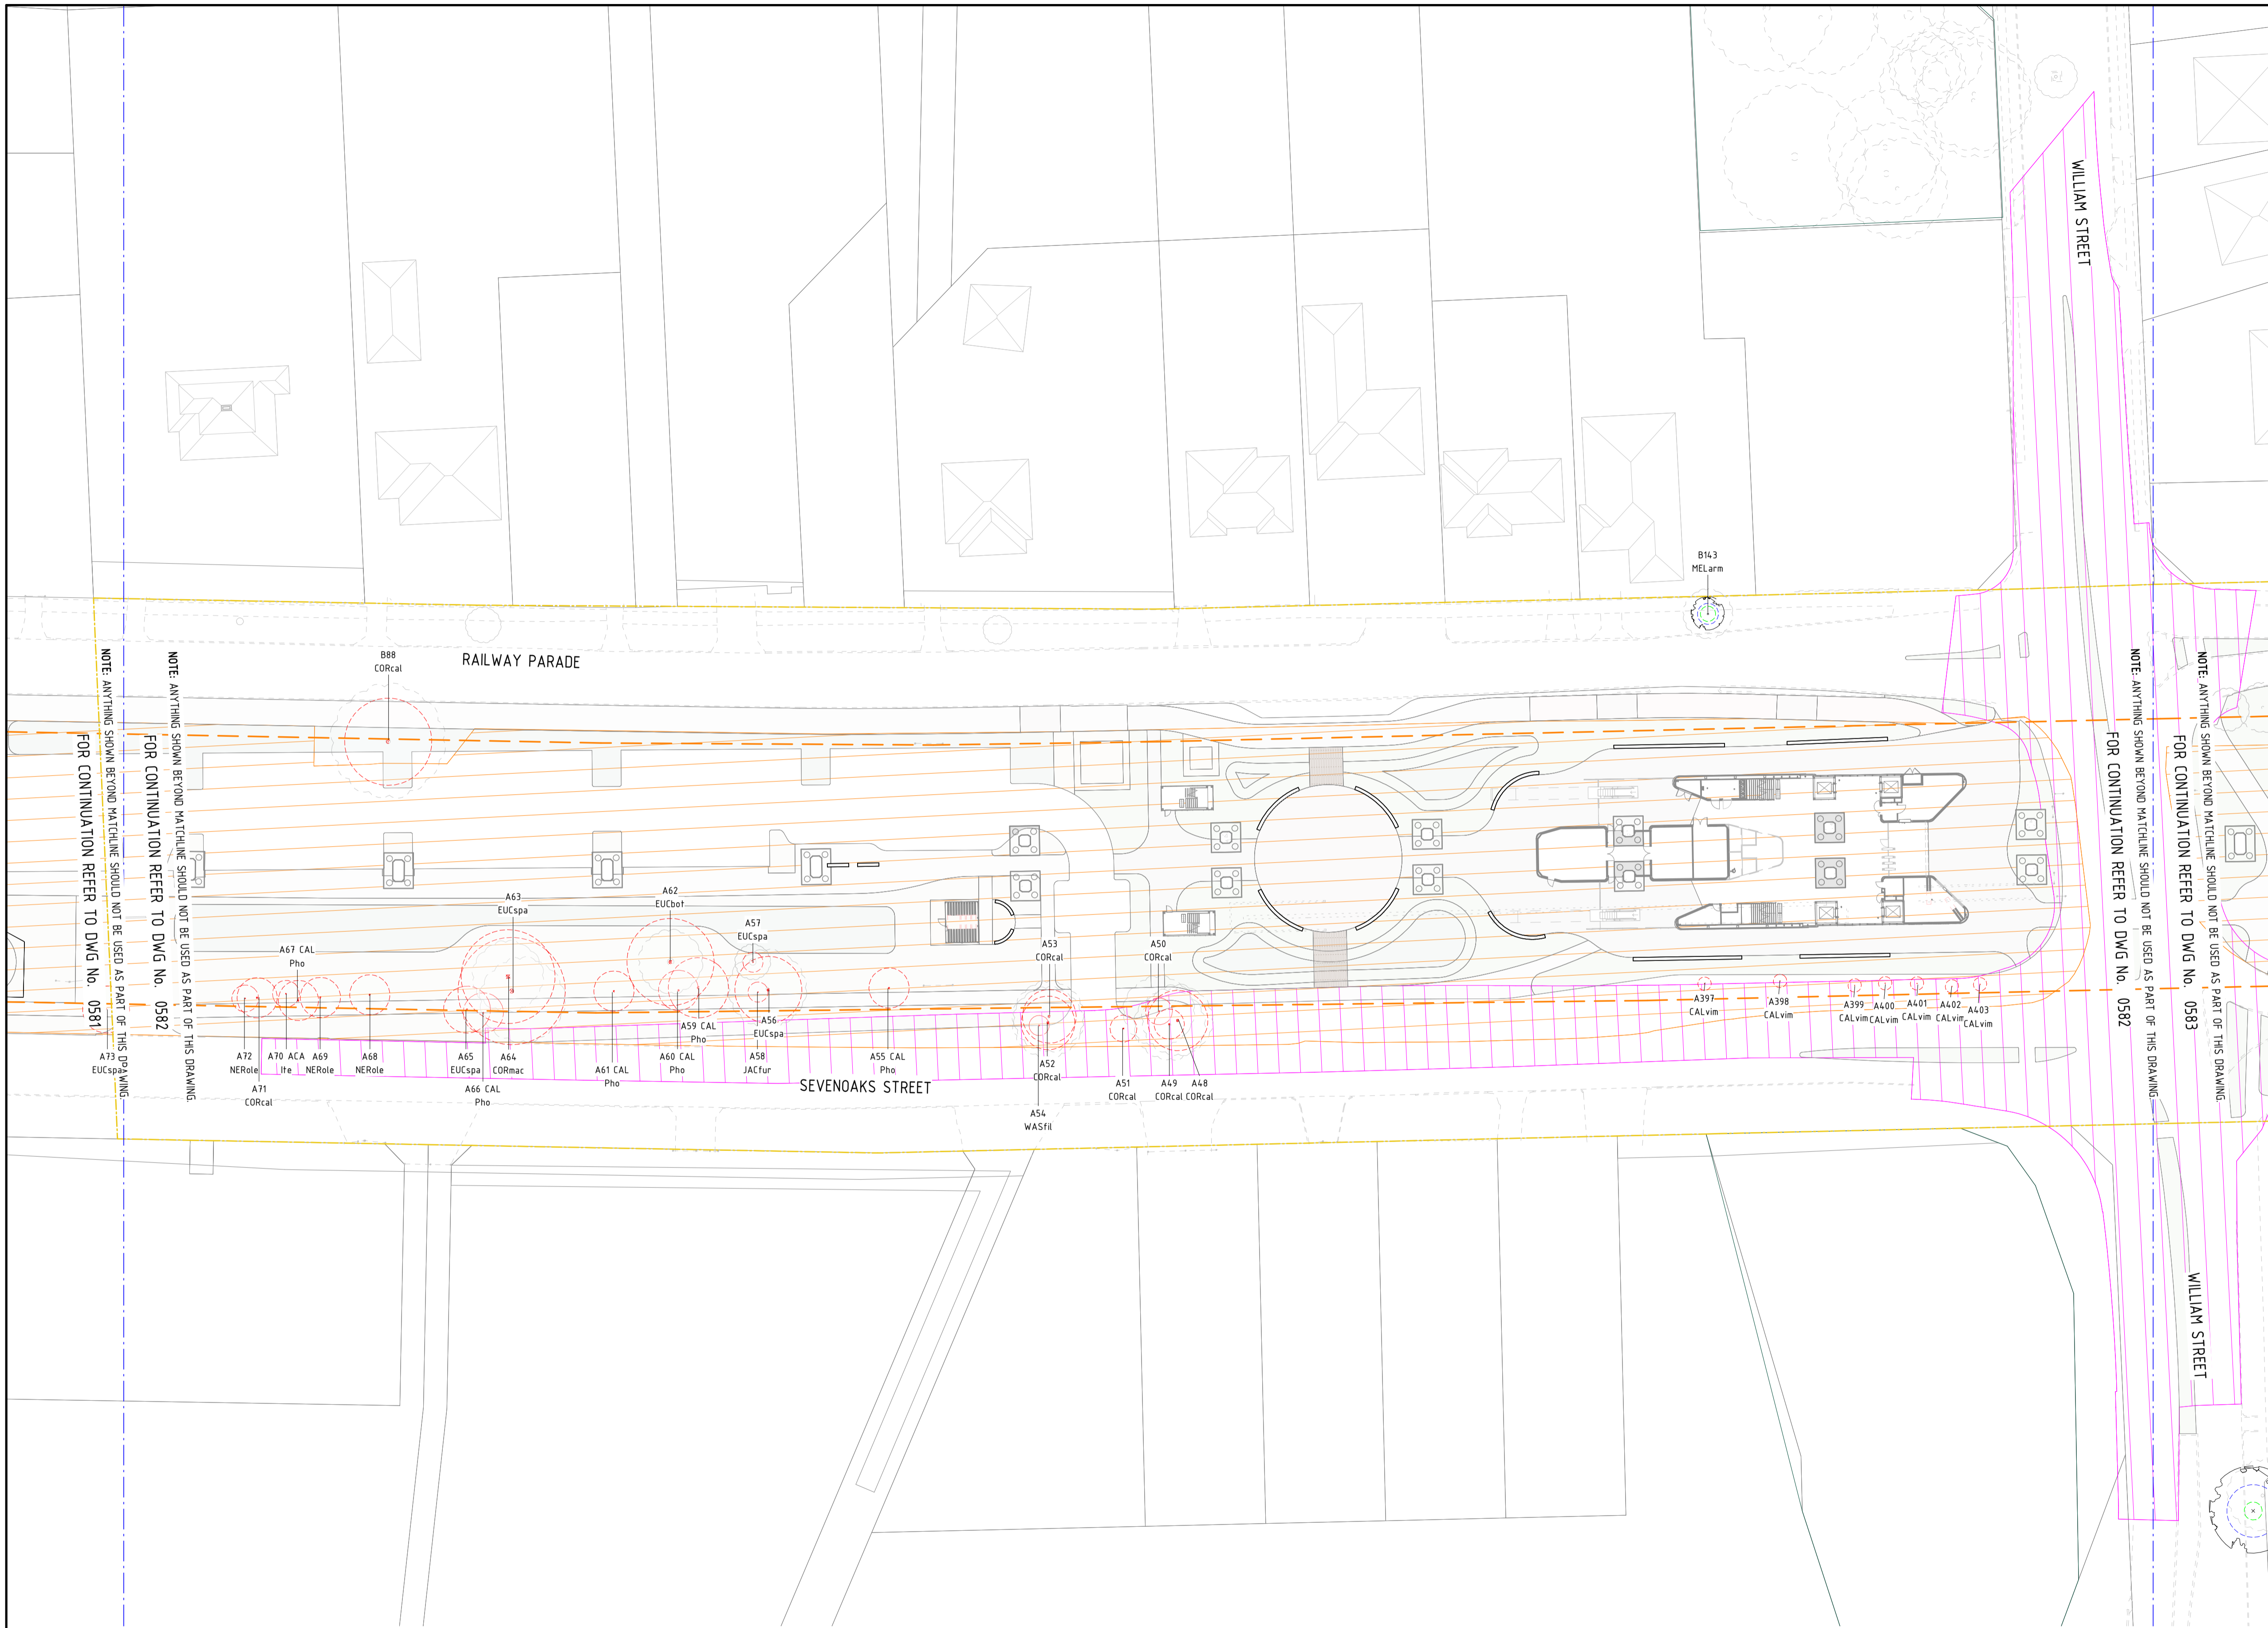 WILLIAM STREET
B143
MELarm
B88
CORcal
RAILWAY PARADE
NOTE: ANYTHING SHOWN BEYOND MATCHLINE SHOULD NOT BE USED AS PART OF THIS DRAWING.
FOR CONTINUATION REFER TO DWG No. 0581
NOTE: ANYTHING SHOWN BEYOND MATCHLINE SHOULD NOT BE USED AS PART OF THIS DRAWING.
FOR CONTINUATION REFER TO DWG No. 0582
NOTE: ANYTHING SHOWN BEYOND MATCHLINE SHOULD NOT BE USED AS PART OF THIS DRAWING.
FOR CONTINUATION REFER TO DWG No. 0582
NOTE: ANYTHING SHOWN BEYOND MATCHLINE SHOULD NOT BE USED AS PART OF THIS DRAWING.
FOR CONTINUATION REFER TO DWG No. 0583
A63
EUCspa
A62
EUCbot
A57
EUCspa
A67 CAL
Pho
A53
CORcal
A50
CORcal
A397
CALvim
A398
CALvim
A399
CALvim
A400
CALvim
A401
CALvim
A402
CALvim
A403
CALvim
A59 CAL
Pho
A56
EUCspa
A73
EUCspa
A72
NERole
A71
CORcal
A70 ACA
Ite
A69
NERole
A68
NERole
A65
EUCspa
A66 CAL
Pho
A64
CORmac
A61 CAL
Pho
A60 CAL
Pho
A58
JACfur
A55 CAL
Pho
SEVENOAKS STREET
A52
CORcal
A54
WASfil
A51
CORcal
A49
CORcal
A48
CORcal
WILLIAM STREET